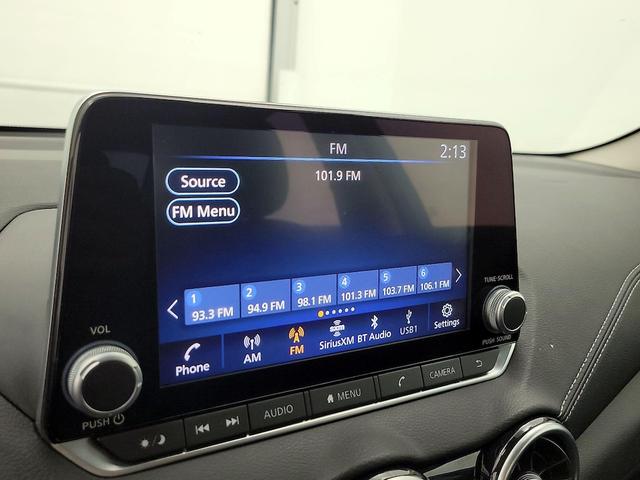 FM
2:13
101.9 FM
Source
FM Menu
1 2 3 4 5 6
93.3 FM 94.9 FM 98.1 FM 101.3 FM 103.7 FM 106.1 FM
Phone AM FM SiriusXM BT Audio USB1 Settings
VOL
PUSH
TUNE·SCROLL
PUSH SOUND
AUDIO
MENU
CAMERA